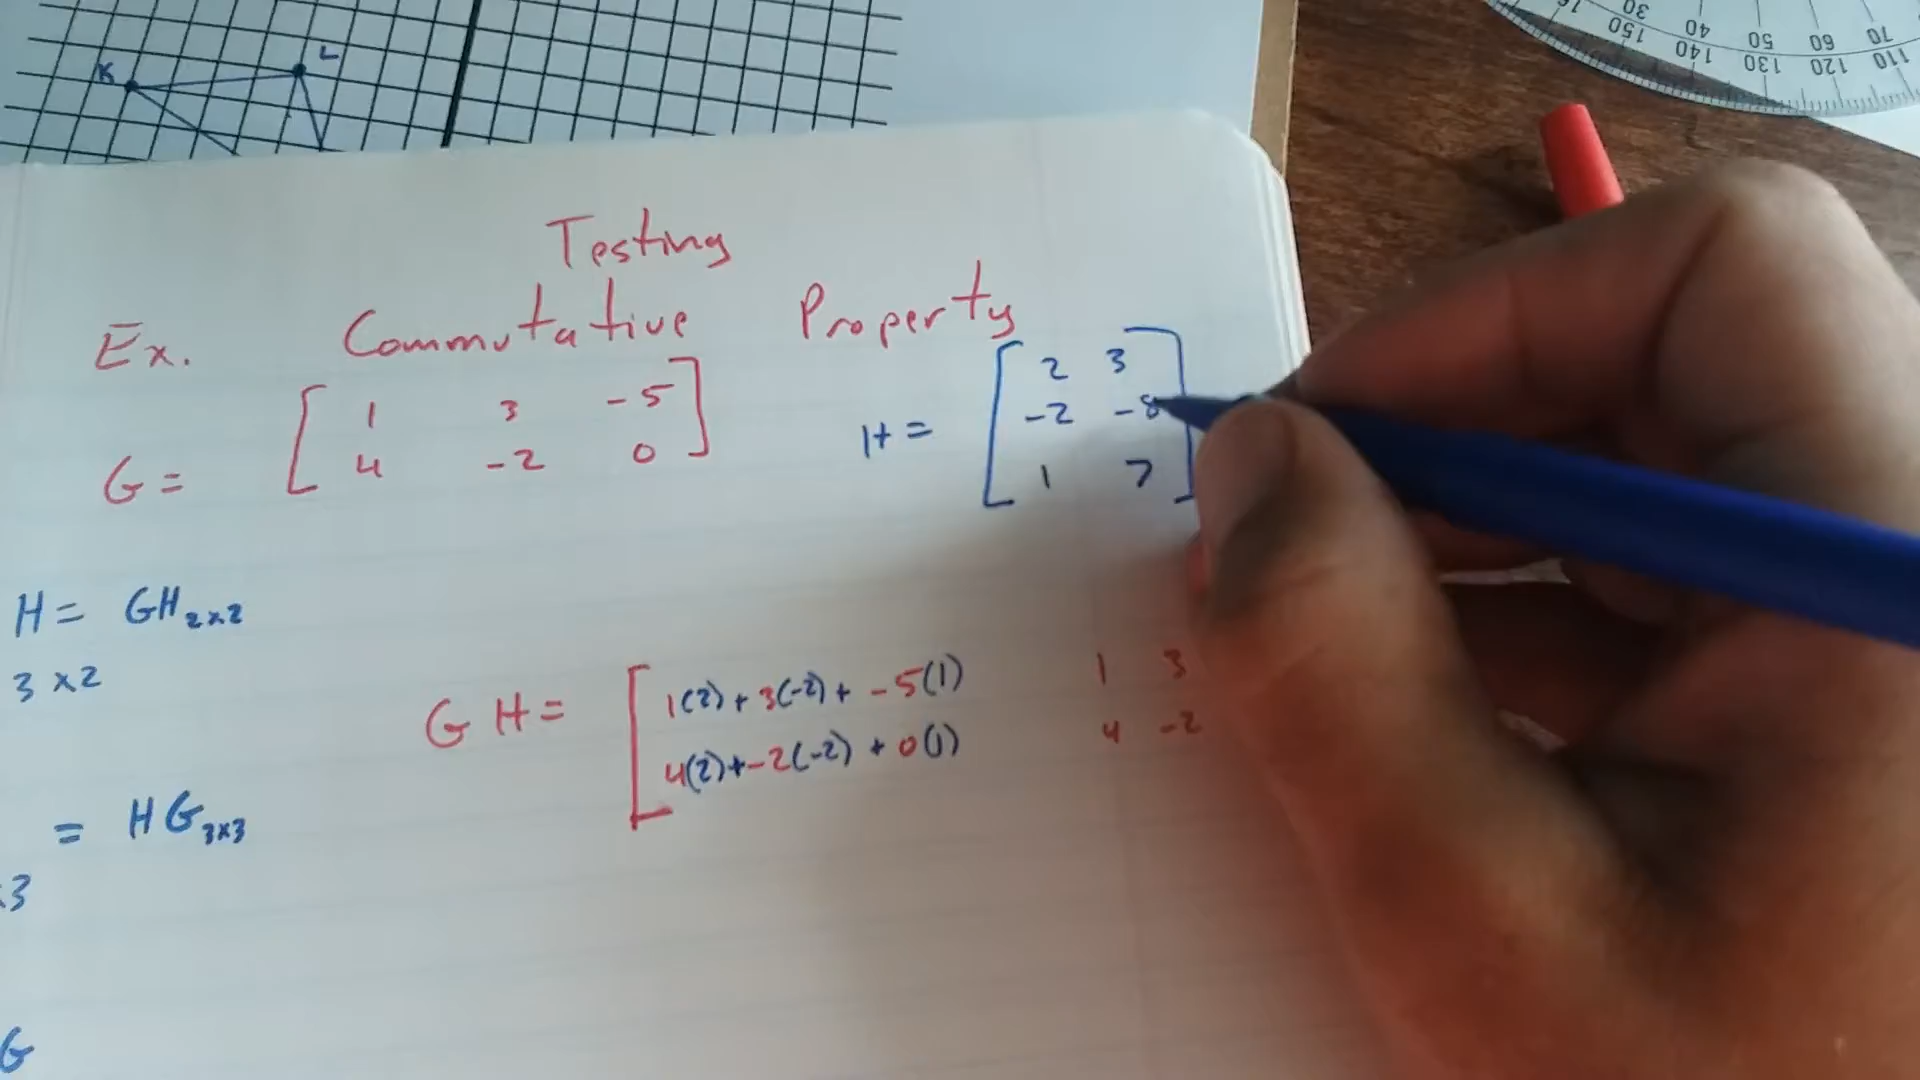 K L
30 40 50 60 70
150 140 130 120 110
Testing
Ex. Commutative Property
G = [ 1 3 -5
4 -2 0 ]
H = [ 2 3
-2 -8
1 7 ]
H = GH2x2
3 x2
G H = [ 1(2) + 3(-2) + -5(1) 1 3
4(2)+-2(-2) + 0(1) 4 -2
= HG3x3
x3
G